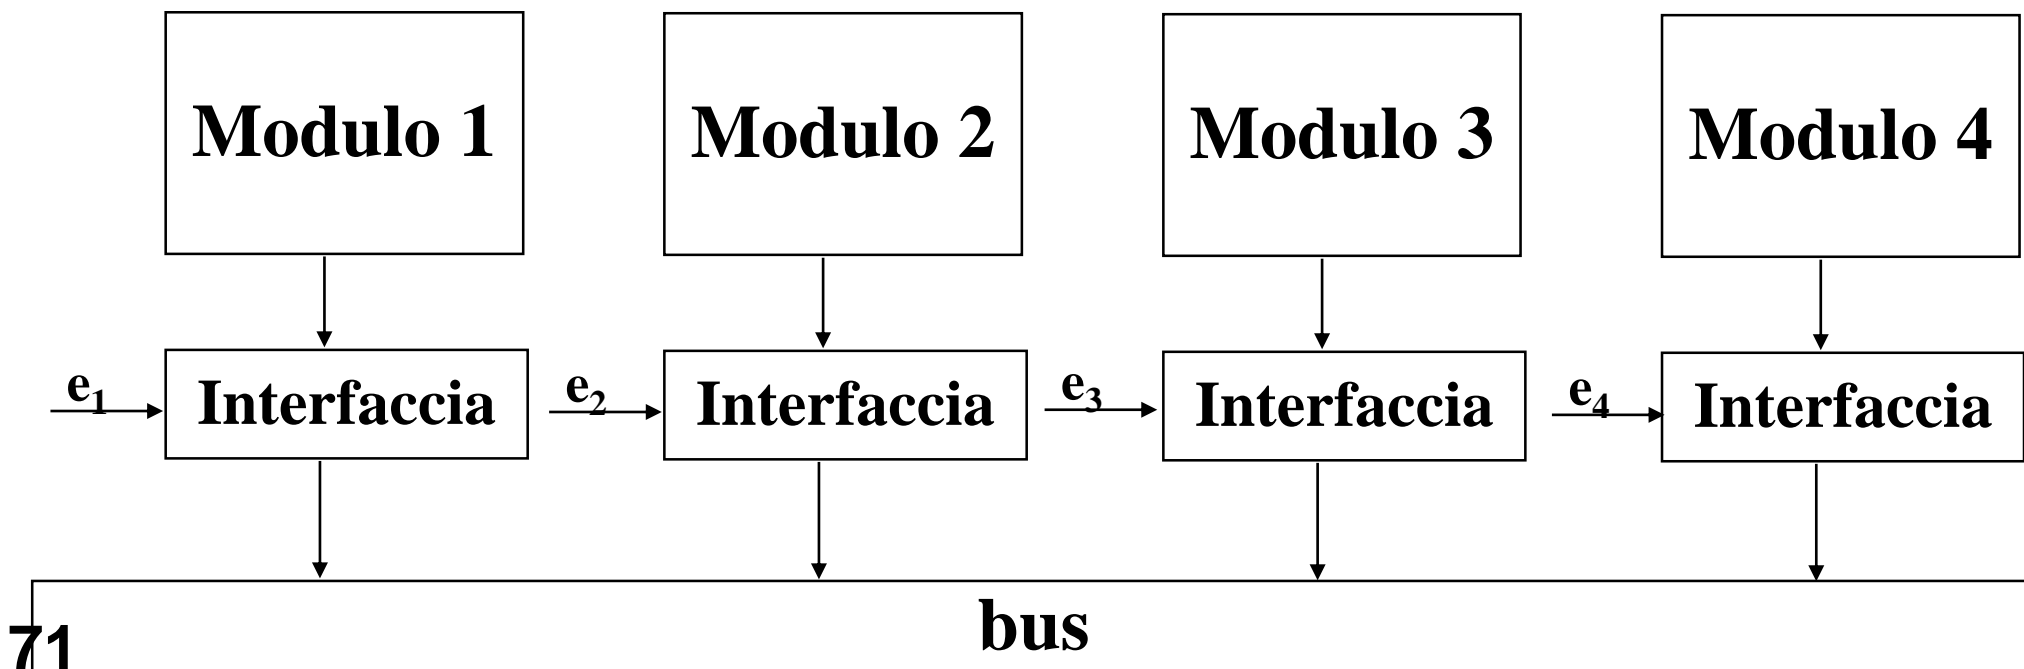 Modulo 1 Modulo 2 Modulo 3 Modulo 4
e1 Interfaccia e2 Interfaccia e3 Interfaccia e4 Interfaccia
bus
71